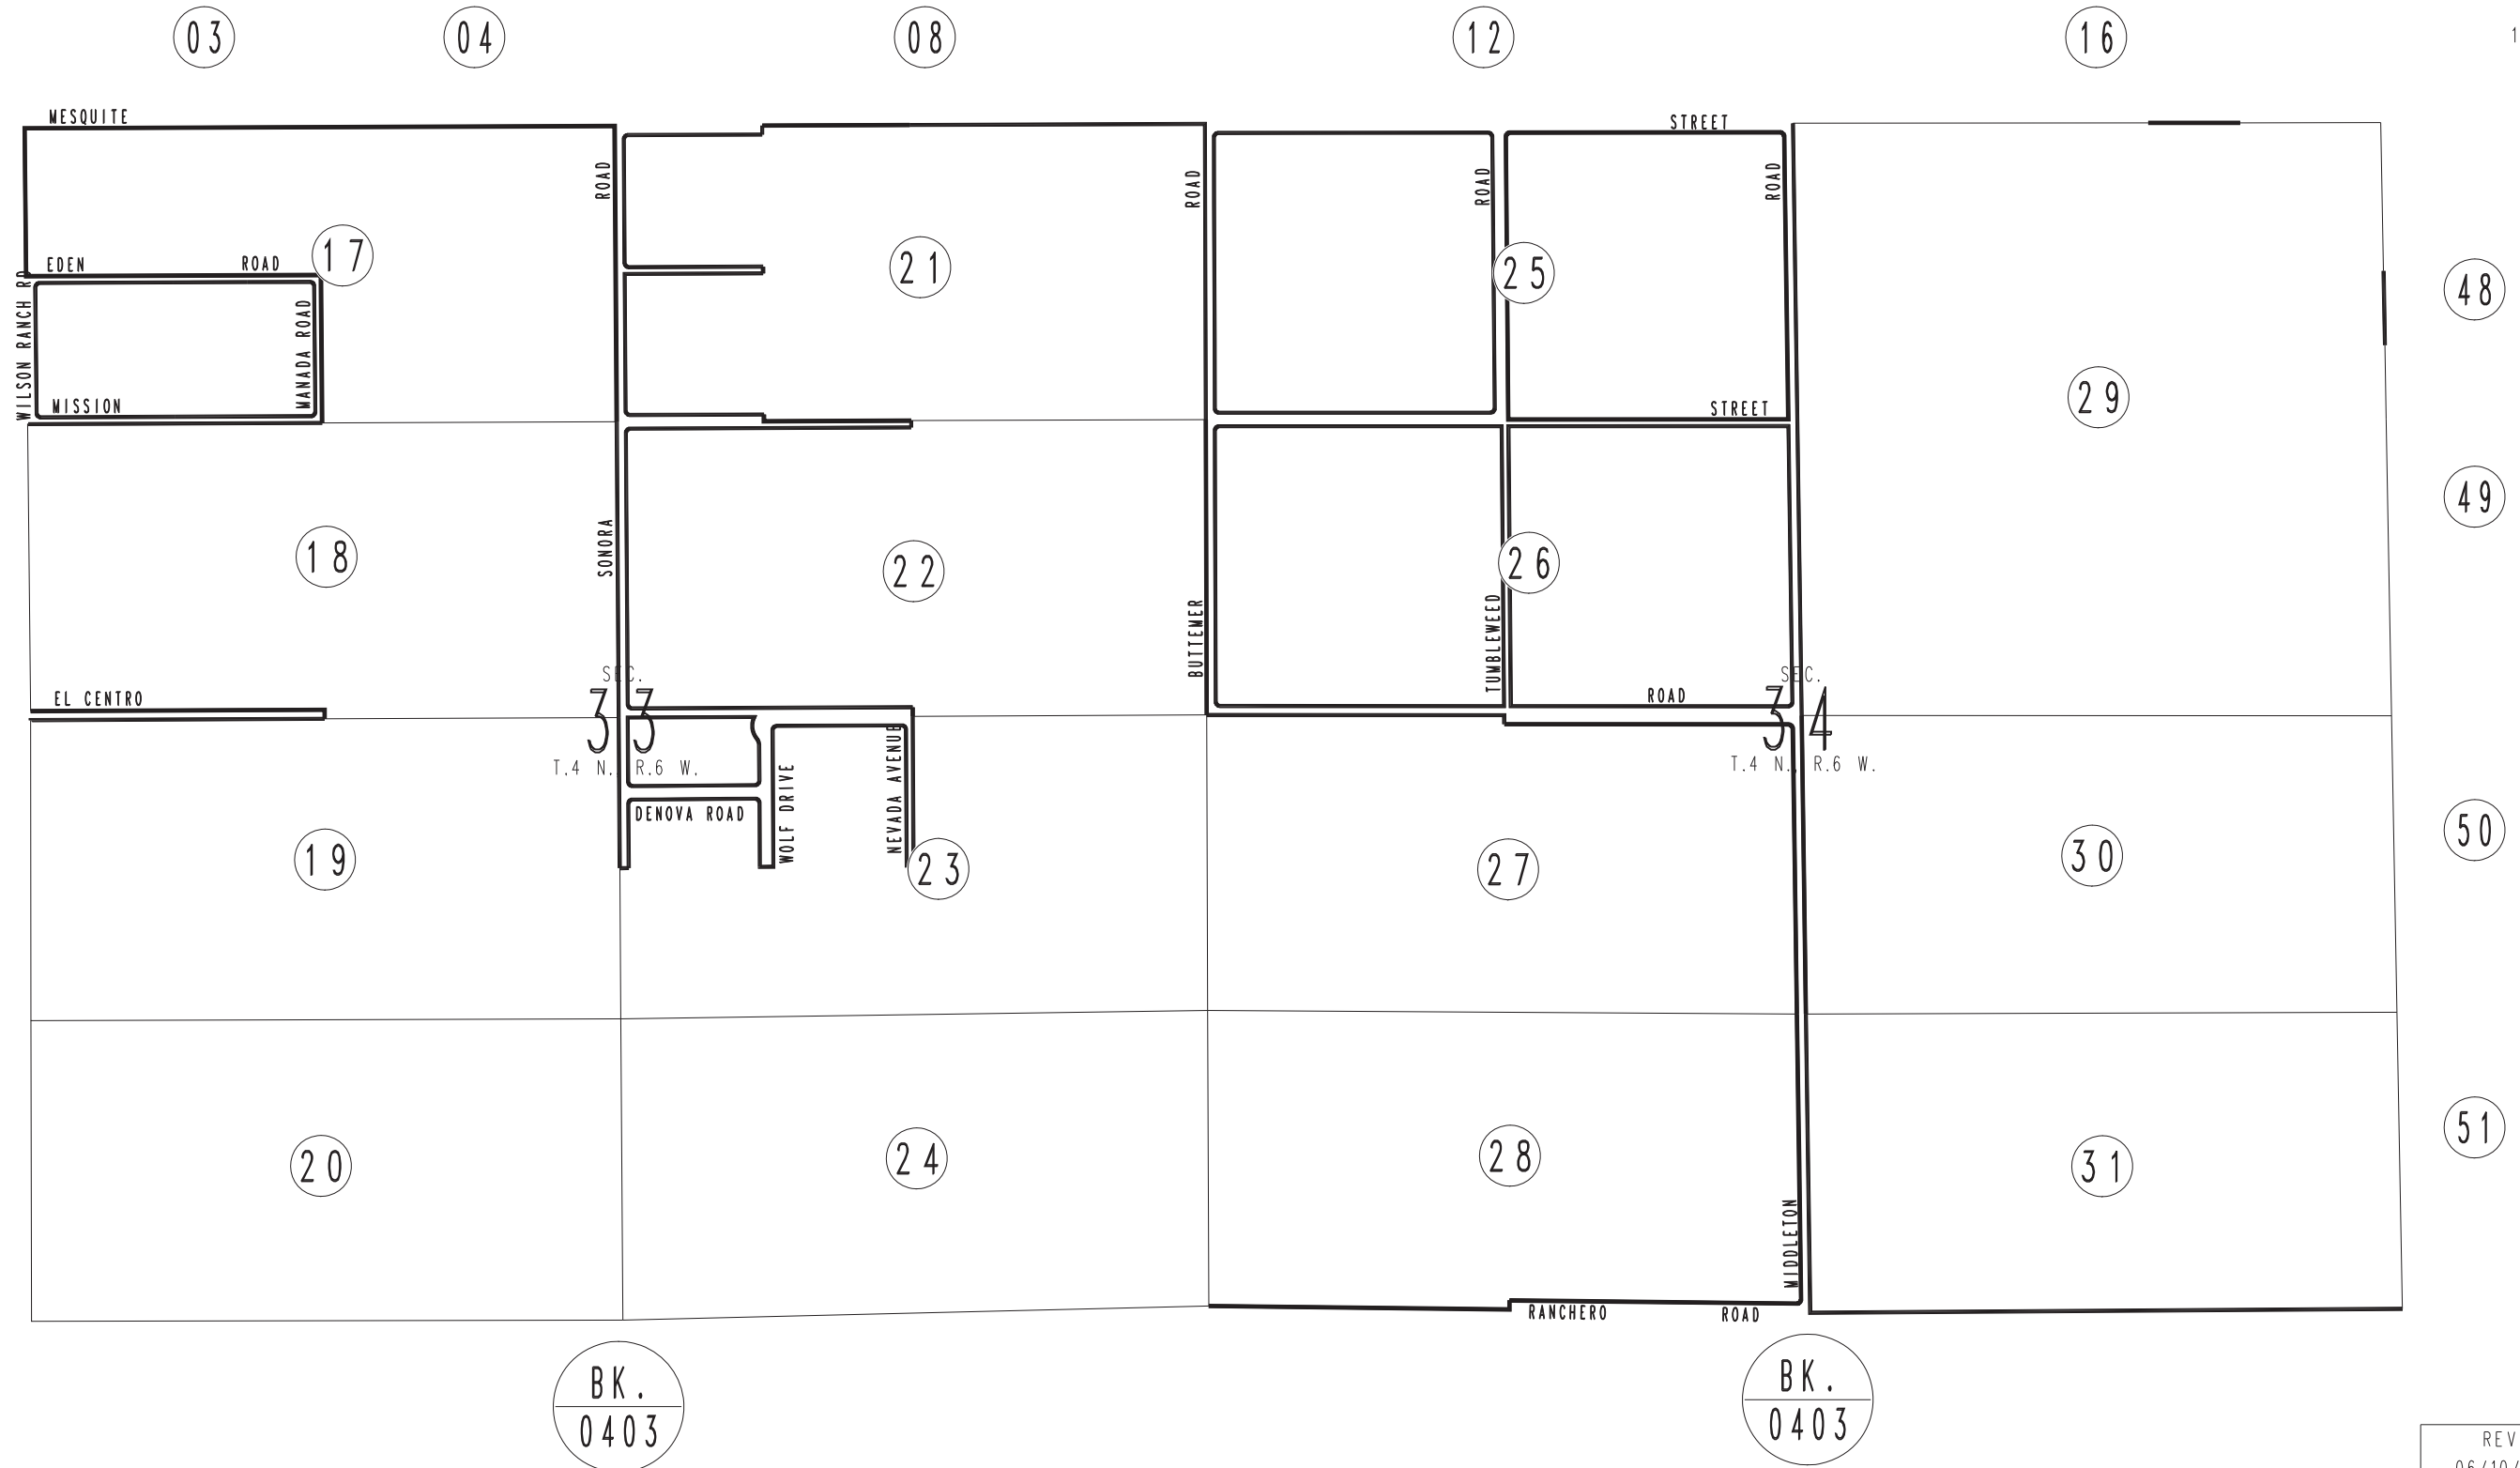 03
04
08
12
16
MESQUITE
STREET
ROAD
ROAD
ROAD
ROAD
17
21
25
48
EDEN
ROAD
WILSON RANCH RD
MANADA ROAD
MISSION
STREET
29
49
18
SONORA
22
26
BUTTEMER
TUMBLEWEED
EL CENTRO
ROAD
SEC.
33
T.4 N., R.6 W.
SEC.
34
T.4 N., R.6 W.
DENOVA ROAD
WOLF DRIVE
NEVADA AVENUE
19
23
27
30
50
20
24
28
31
51
MIDDLETON
RANCHERO
ROAD
BK.
0403
BK.
0403
REV